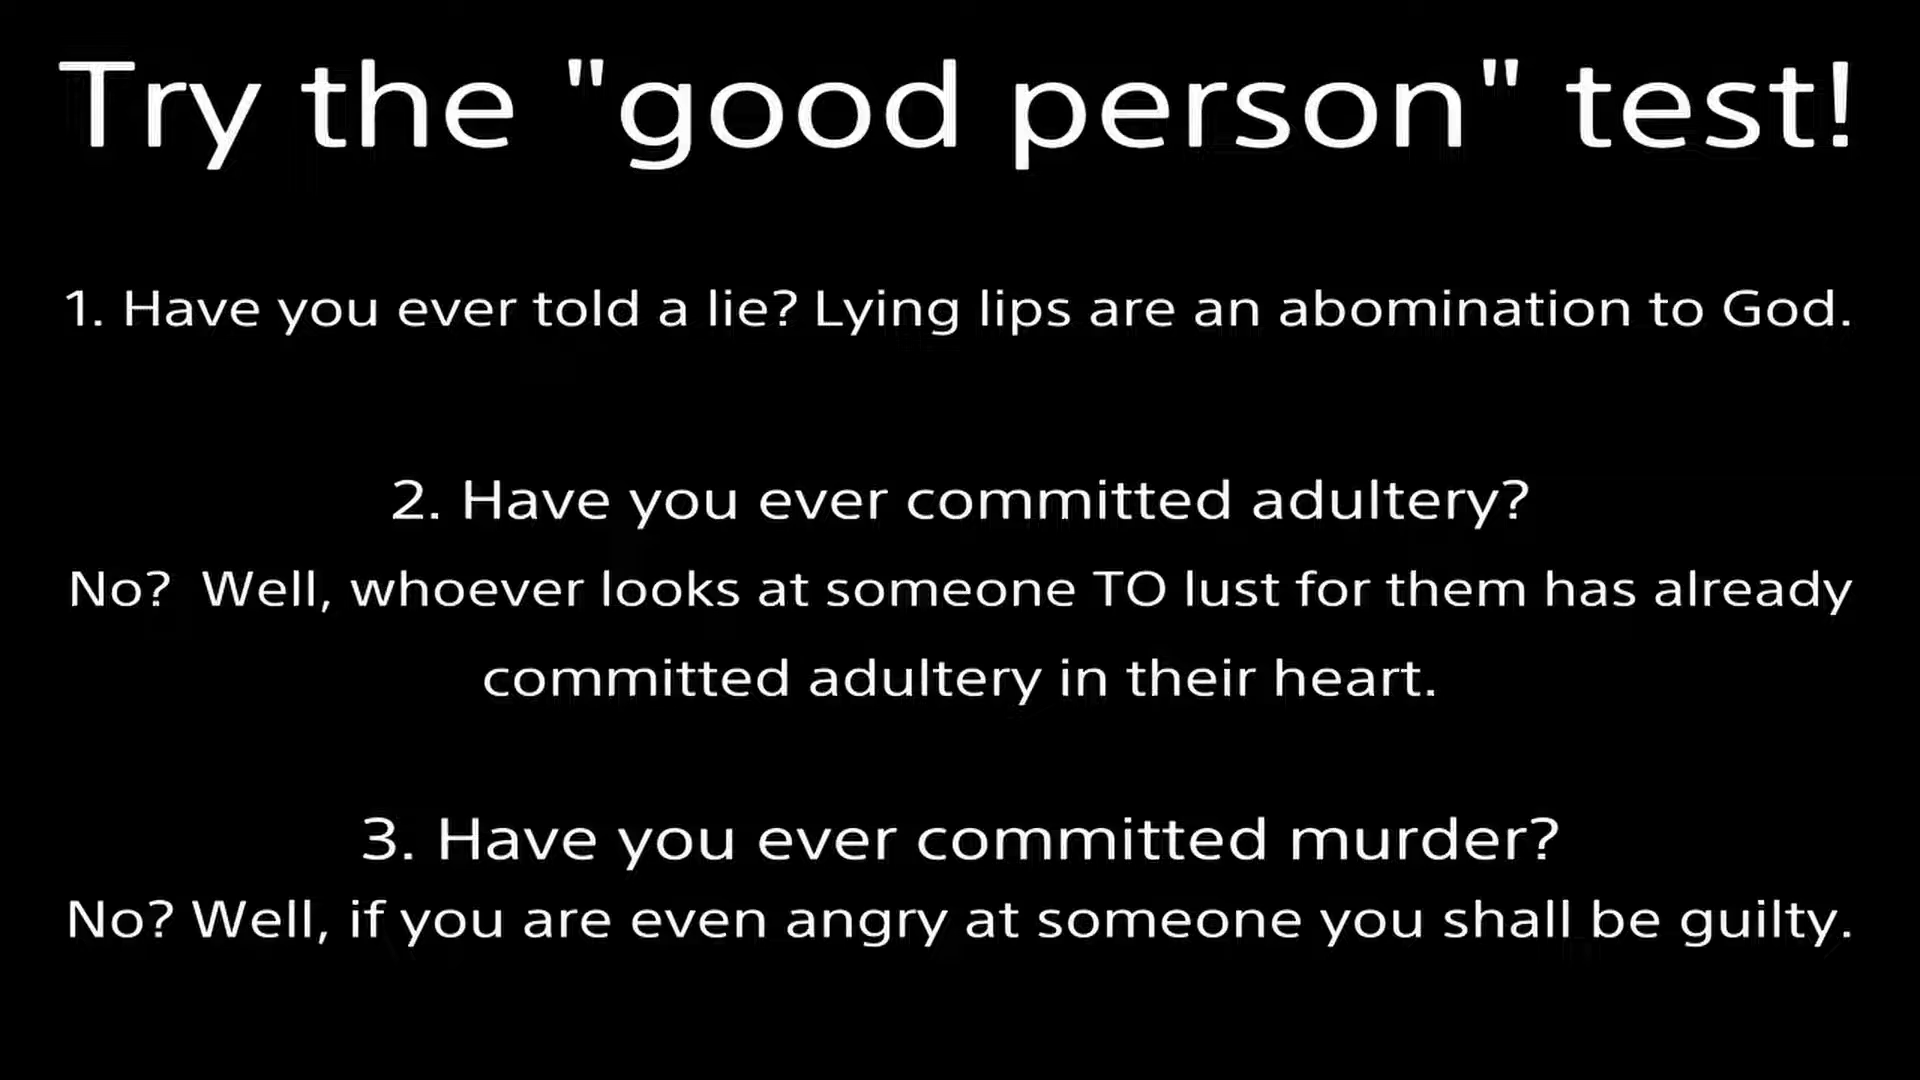 Try the "good person" test!
1. Have you ever told a lie? Lying lips are an abomination to God.
2. Have you ever committed adultery?
No?  Well, whoever looks at someone TO lust for them has already
committed adultery in their heart.
3. Have you ever committed murder?
No? Well, if you are even angry at someone you shall be guilty.